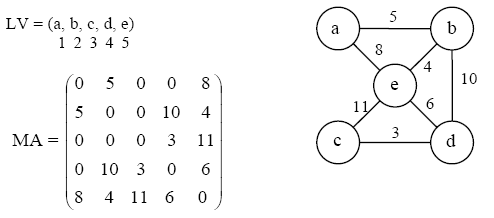 LV = (a, b, c, d, e)
1 2 3 4 5
MA =
0 5 0 0 8
5 0 0 10 4
0 0 0 3 11
0 10 3 0 6
8 4 11 6 0
a 5 b
8 4
e 10
11 6
c 3 d